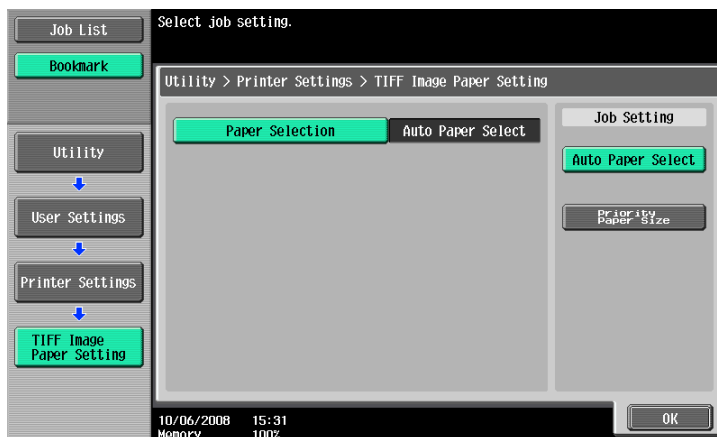 Job List
Bookmark
Utility
User Settings
Printer Settings
TIFF Image
Paper Setting
Select job setting.
Utility > Printer Settings > TIFF Image Paper Setting
Paper Selection
Auto Paper Select
Job Setting
Auto Paper Select
Priority
Paper Size
10/06/2008 15:31
Memory 100%
OK